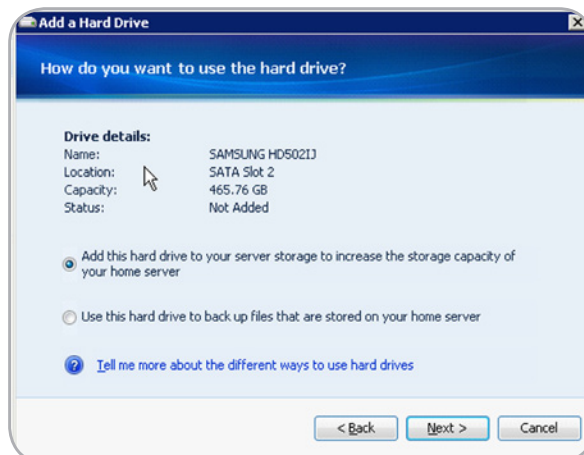 Add a Hard Drive
How do you want to use the hard drive?
Drive details:
Name: SAMSUNG HD502IJ
Location: SATA Slot 2
Capacity: 465.76 GB
Status: Not Added
Add this hard drive to your server storage to increase the storage capacity of
your home server
Use this hard drive to back up files that are stored on your home server
Tell me more about the different ways to use hard drives
< Back Next > Cancel